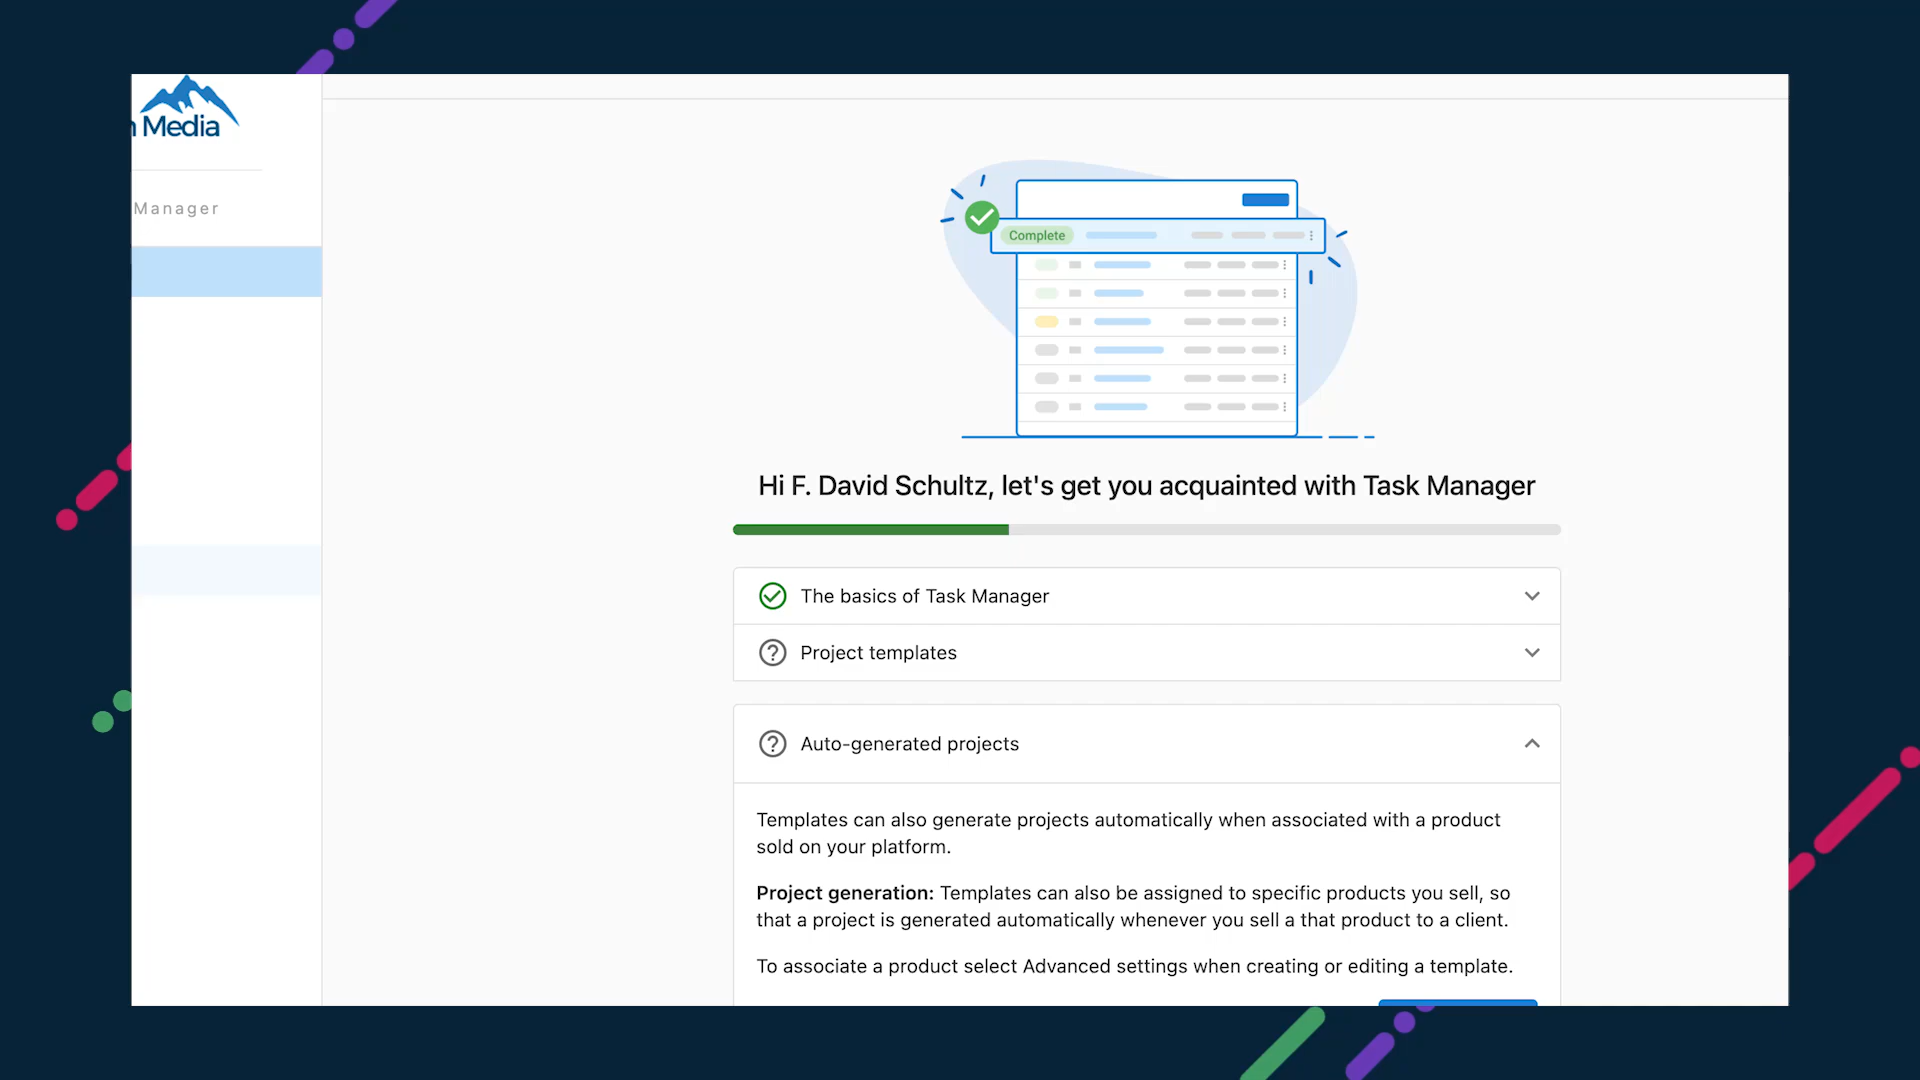 Media
Manager
Complete
Hi F. David Schultz, let's get you acquainted with Task Manager
The basics of Task Manager
Project templates
Auto-generated projects
Templates can also generate projects automatically when associated with a product
sold on your platform.
Project generation: Templates can also be assigned to specific products you sell, so
that a project is generated automatically whenever you sell a that product to a client.
To associate a product select Advanced settings when creating or editing a template.